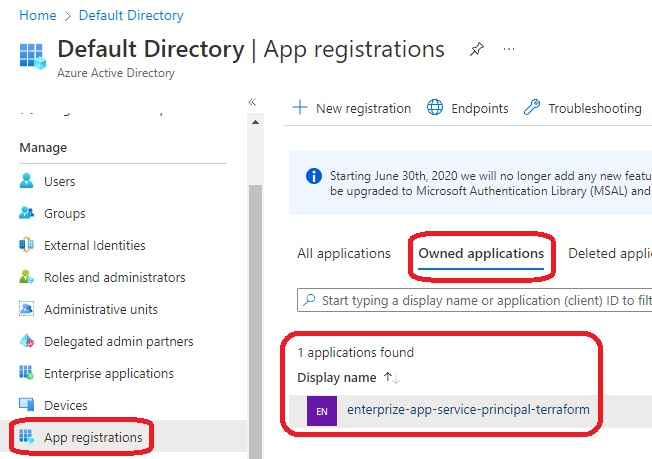 Home > Default Directory
Default Directory | App registrations
Azure Active Directory
«
Manage
Users
Groups
External Identities
Roles and administrators
Administrative units
Delegated admin partners
Enterprise applications
Devices
App registrations
+ New registration Endpoints Troubleshooting
Starting June 30th, 2020 we will no longer add any new featu
be upgraded to Microsoft Authentication Library (MSAL) and
All applications Owned applications Deleted appli
Start typing a display name or application (client) ID to filt
1 applications found
Display name ↑↓
EN enterprize-app-service-principal-terraform